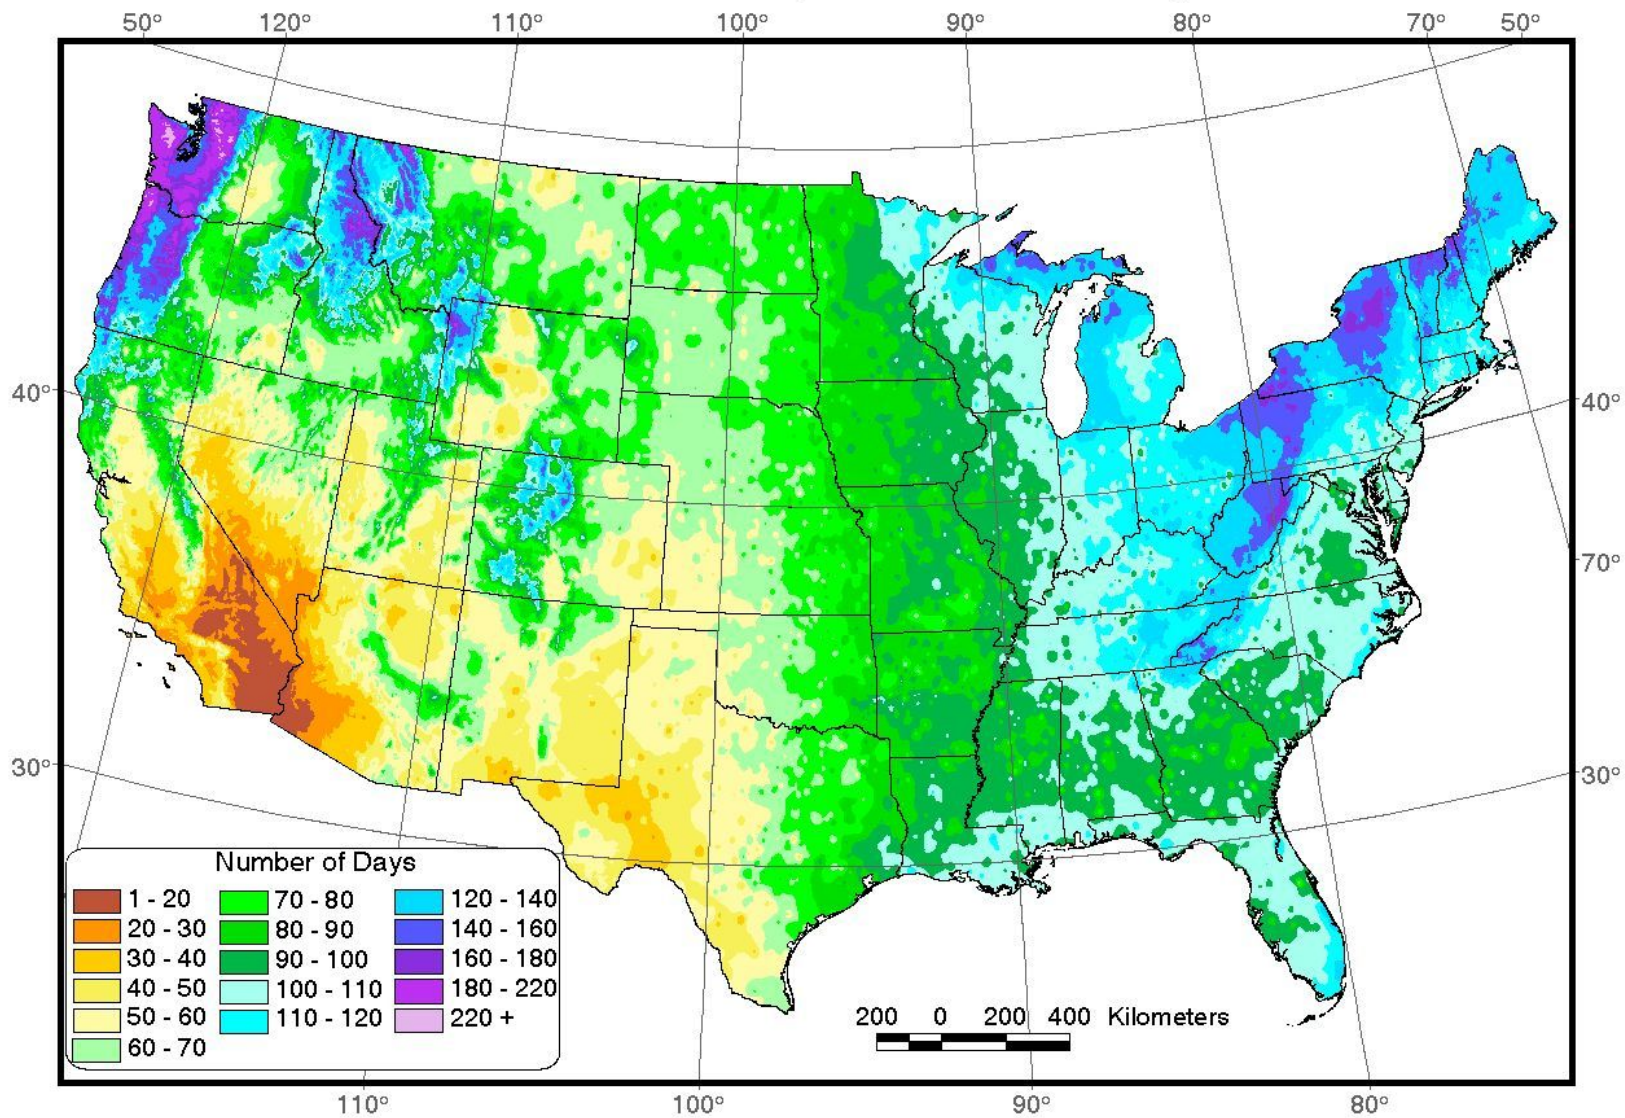 50° 120° 110° 100° 90° 80° 70° 50°
40°
40°
70°
30°
30°
Number of Days
1 - 20 70 - 80 120 - 140
20 - 30 80 - 90 140 - 160
30 - 40 90 - 100 160 - 180
40 - 50 100 - 110 180 - 220
50 - 60 110 - 120 220 +
60 - 70
200 0 200 400 Kilometers
110° 100° 90° 80°